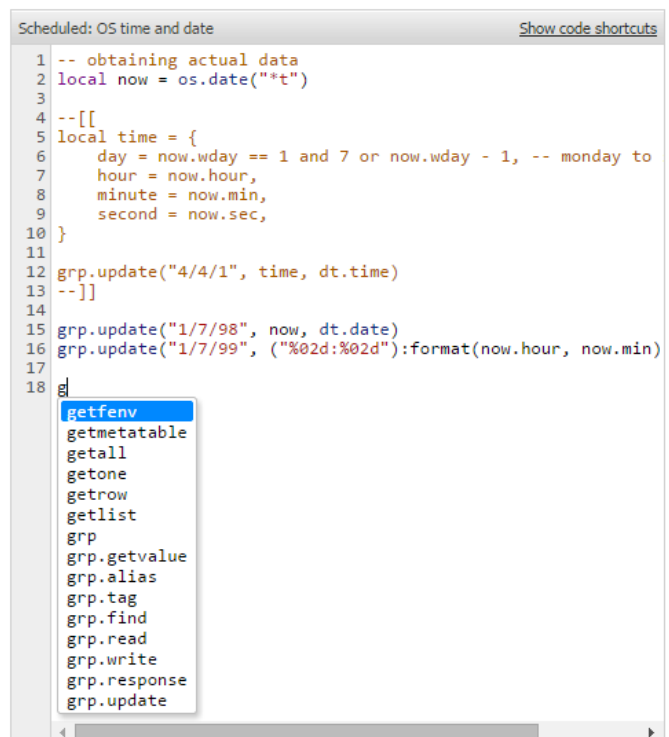 Scheduled: OS time and date Show code shortcuts
1 -- obtaining actual data
2 local now = os.date("*t")
3
4 --[[
5 local time = {
6     day = now.wday == 1 and 7 or now.wday - 1, -- monday to
7     hour = now.hour,
8     minute = now.min,
9     second = now.sec,
10 }
11
12 grp.update("4/4/1", time, dt.time)
13 --]]
14
15 grp.update("1/7/98", now, dt.date)
16 grp.update("1/7/99", ("%02d:%02d"):format(now.hour, now.min)
17
18 g
getfenv
getmetatable
getall
getone
getrow
getlist
grp
grp.getvalue
grp.alias
grp.tag
grp.find
grp.read
grp.write
grp.response
grp.update